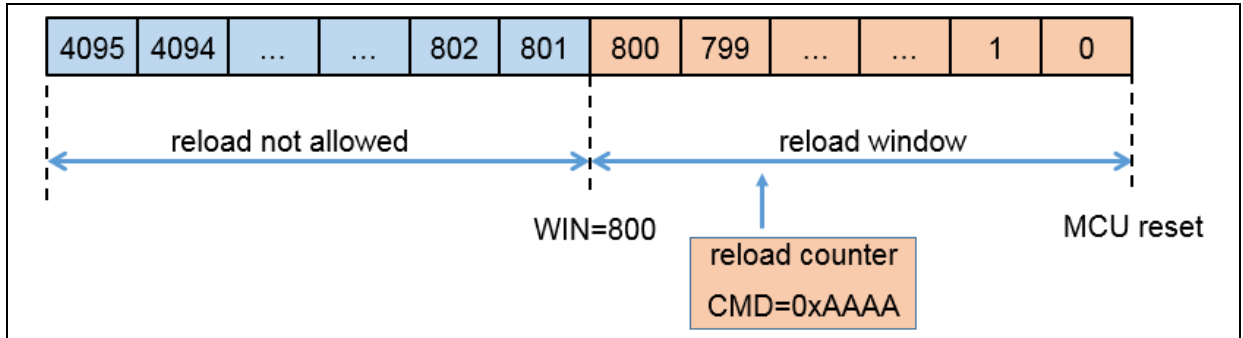 4095 4094 ... ... 802 801 800 799 ... ... 1 0
reload not allowed reload window
WIN=800 MCU reset
reload counter
CMD=0xAAAA